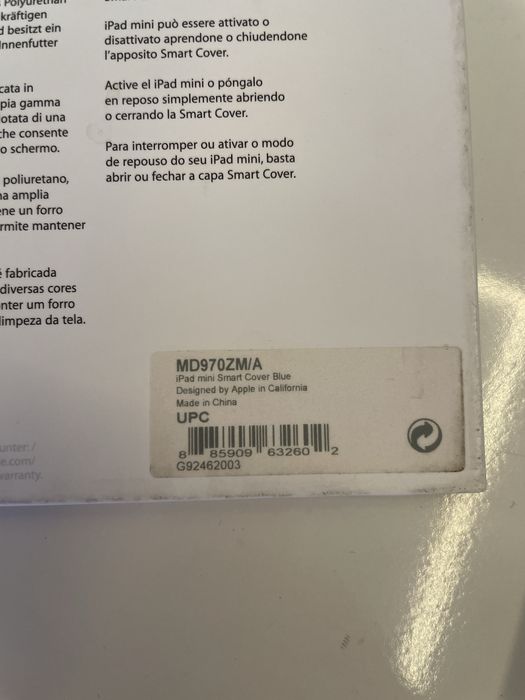 kräftigen
besitzt ein
Innenfutter
cata in
pia gamma
otata di una
che consente
o schermo.
poliuretano,
na amplia
ene un forro
rmite mantener
é fabricada
diversas cores
nter um forro
limpeza da tela.
iPad mini può essere attivato o
disattivato aprendone o chiudendone
l'apposito Smart Cover.
Active el iPad mini o póngalo
en reposo simplemente abriendo
o cerrando la Smart Cover.
Para interromper ou ativar o modo
de repouso do seu iPad mini, basta
abrir ou fechar a capa Smart Cover.
unter:/
e.com/
warranty.
MD970ZM/A
iPad mini Smart Cover Blue
Designed by Apple in California
Made in China
UPC
8 85909 63260 2
G92462003